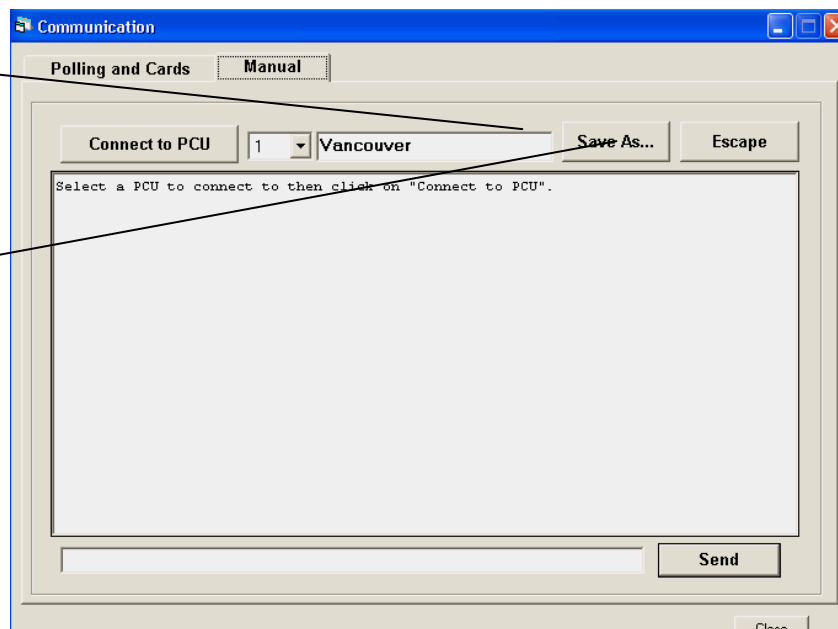 Communication
Polling and Cards Manual
Connect to PCU 1 Vancouver Save As... Escape
Select a PCU to connect to then click on "Connect to PCU".
Send
Close